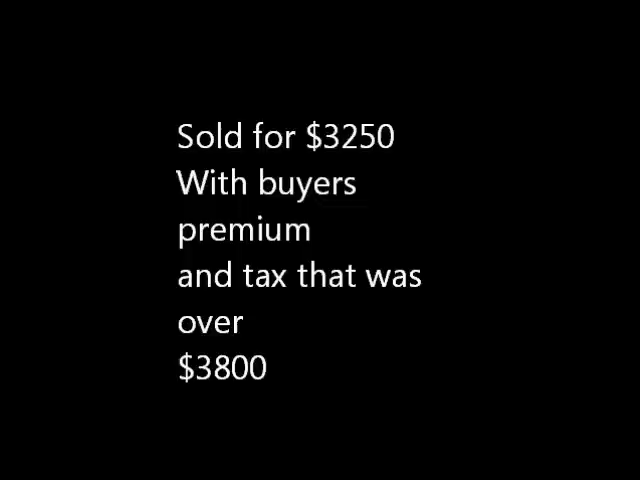 Sold for $3250
With buyers
premium
and tax that was
over
$3800